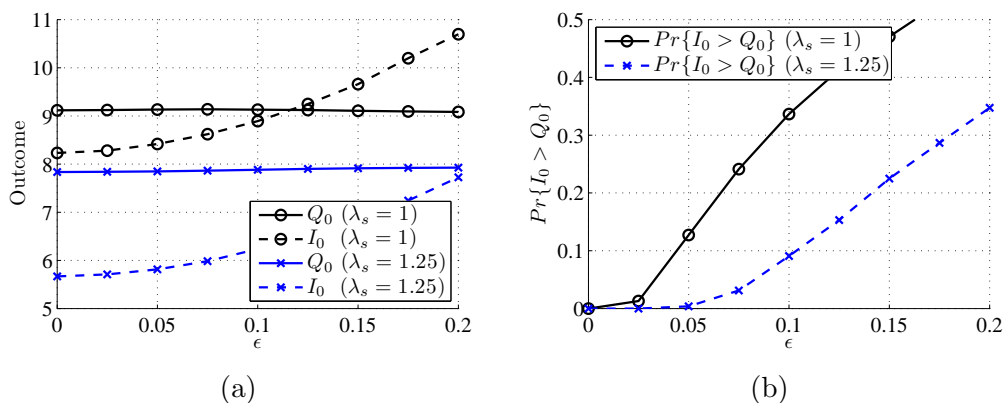 11
10
9
8
7
6
5
Outcome
0
0.05
0.1
0.15
0.2
ϵ
Q₀ (λₛ = 1)
I₀ (λₛ = 1)
Q₀ (λₛ = 1.25)
I₀ (λₛ = 1.25)
(a)
0.5
0.4
0.3
0.2
0.1
0
Pr{I₀ > Q₀}
0
0.05
0.1
0.15
0.2
ϵ
Pr{I₀ > Q₀} (λₛ = 1)
Pr{I₀ > Q₀} (λₛ = 1.25)
(b)